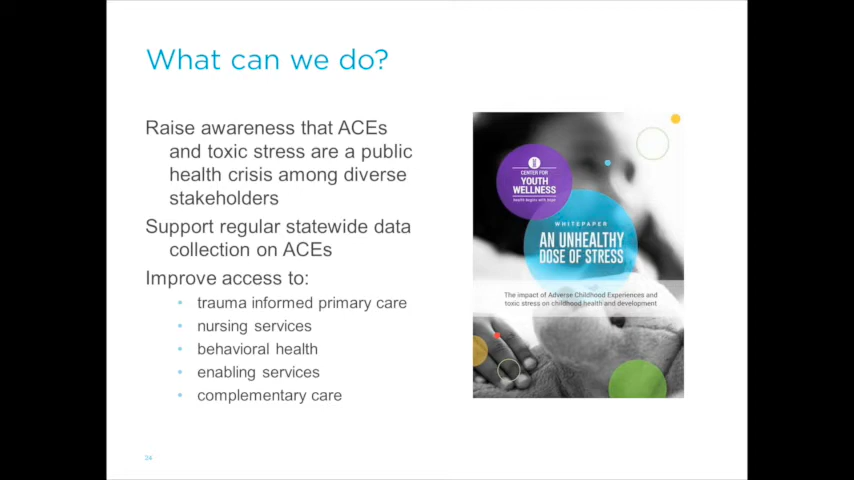 What can we do?
Raise awareness that ACEs
and toxic stress are a public
health crisis among diverse
stakeholders
Support regular statewide data
collection on ACEs
Improve access to:
• trauma informed primary care
• nursing services
• behavioral health
• enabling services
• complementary care
CENTER FOR
YOUTH
WELLNESS
WHITEPAPER
AN UNHEALTHY
DOSE OF STRESS
The impact of Adverse Childhood Experiences and
toxic stress on childhood health and development
24